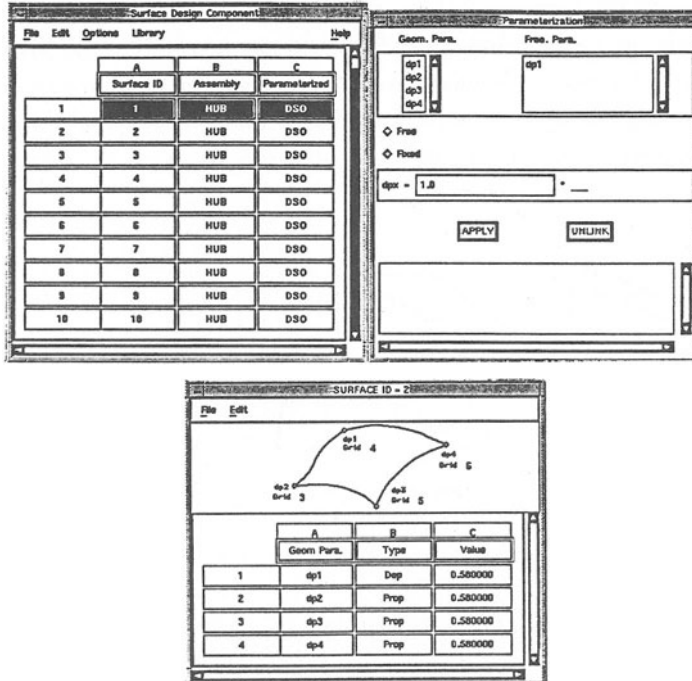 Surface Design Component
File Edit Options Library Help
A B C
Surface ID Assembly Parameterized
1 1 HUB DSO
2 2 HUB DSO
3 3 HUB DSO
4 4 HUB DSO
5 5 HUB DSO
6 6 HUB DSO
7 7 HUB DSO
8 8 HUB DSO
9 9 HUB DSO
10 10 HUB DSO
Parameterization
Geom. Para. Free. Para.
dp1 dp1
dp2
dp3
dp4
Free
Fixed
dpx = 1.0 *
APPLY UNLINK
SURFACE ID = 2
File Edit
dp1
Grid 4
dp4
Grid 6
dp2
Grid 3
dp3
Grid 5
A B C
Geom Para. Type Value
1 dp1 Dep 0.580000
2 dp2 Prop 0.580000
3 dp3 Prop 0.580000
4 dp4 Prop 0.580000